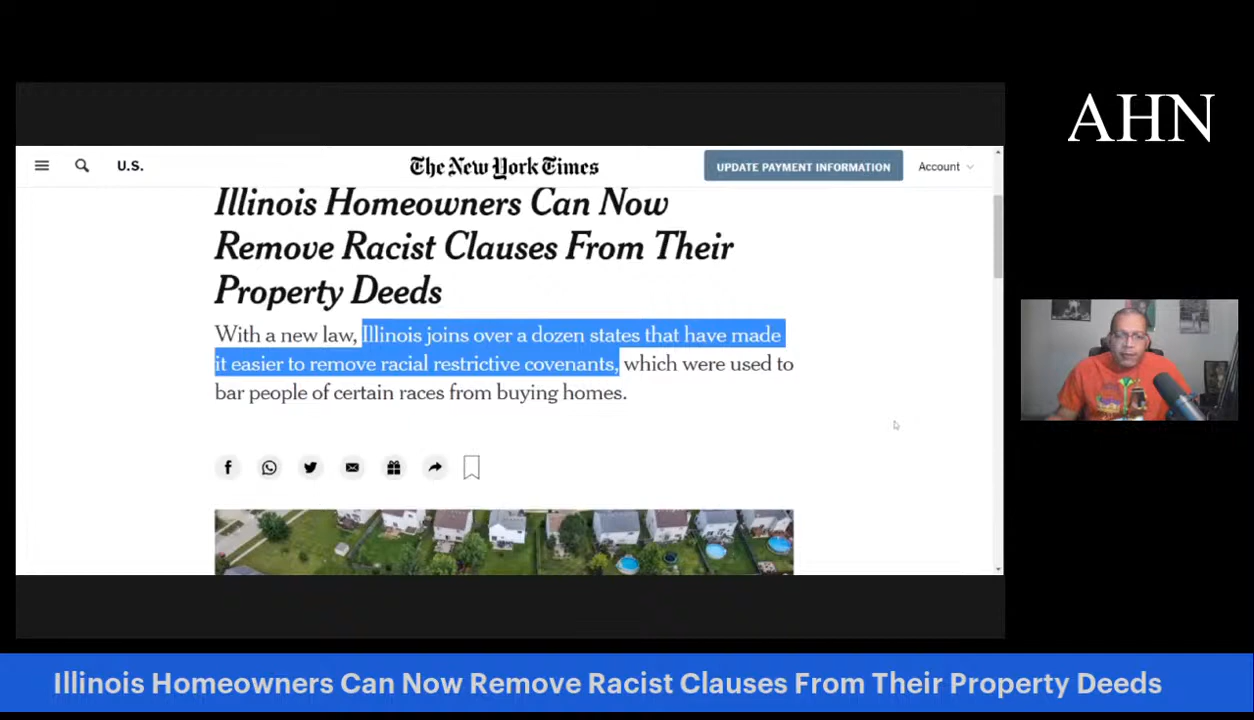 AHN
U.S.
The New York Times
UPDATE PAYMENT INFORMATION
Account
Illinois Homeowners Can Now
Remove Racist Clauses From Their
Property Deeds
With a new law, Illinois joins over a dozen states that have made
it easier to remove racial restrictive covenants, which were used to
bar people of certain races from buying homes.
Illinois Homeowners Can Now Remove Racist Clauses From Their Property Deeds